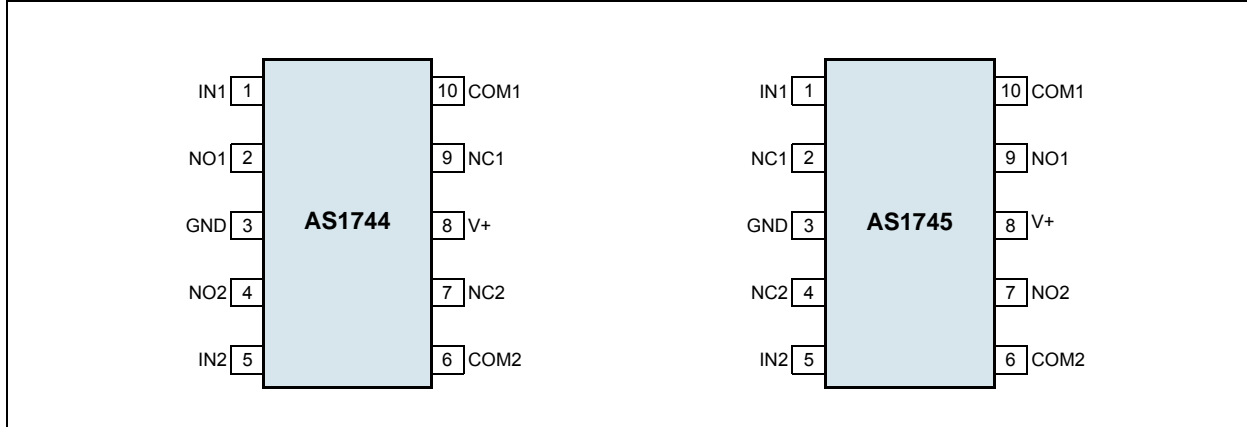 IN1 1 10 COM1
NO1 2 9 NC1
GND 3 AS1744 8 V+
NO2 4 7 NC2
IN2 5 6 COM2
IN1 1 10 COM1
NC1 2 9 NO1
GND 3 AS1745 8 V+
NC2 4 7 NO2
IN2 5 6 COM2